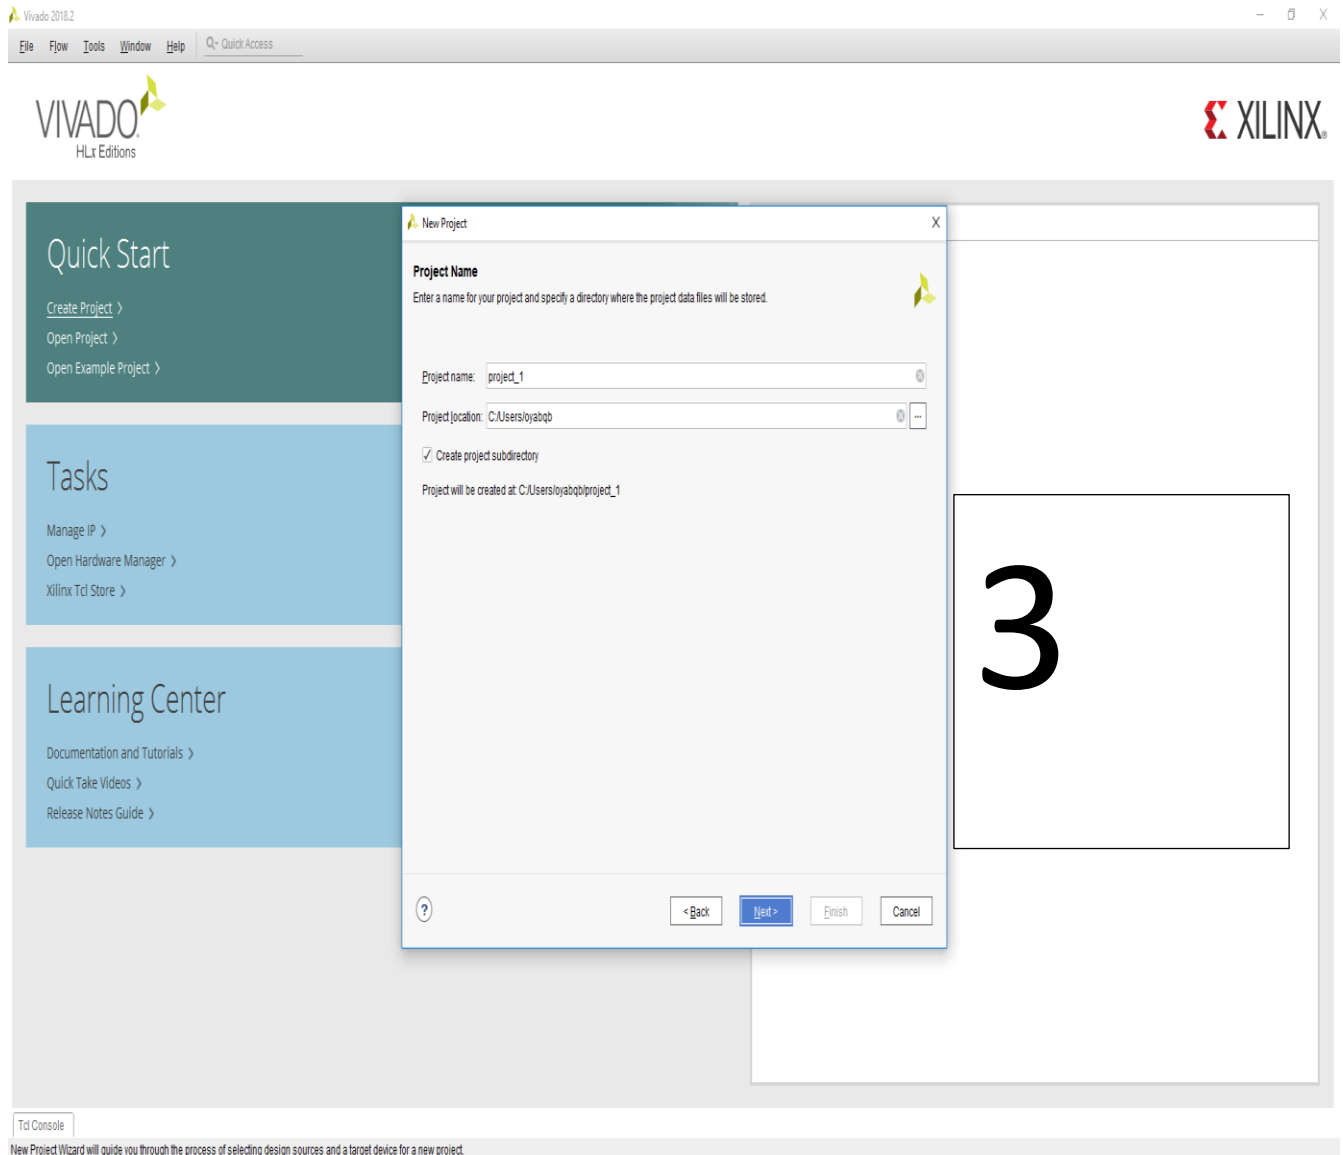 Vivado 2018.2
File Flow Tools Window Help Quick Access
VIVADO.
HLx Editions
XILINX
Quick Start
Create Project >
Open Project >
Open Example Project >
Tasks
Manage IP >
Open Hardware Manager >
Xilinx Tcl Store >
Learning Center
Documentation and Tutorials >
Quick Take Videos >
Release Notes Guide >
New Project
Project Name
Enter a name for your project and specify a directory where the project data files will be stored.
Project name: project_1
Project location: C:/Users/oyabqb
Create project subdirectory
Project will be created at: C:/Users/oyabqb/project_1
? < Back Next > Finish Cancel
3
Tcl Console
New Project Wizard will guide you through the process of selecting design sources and a target device for a new project.